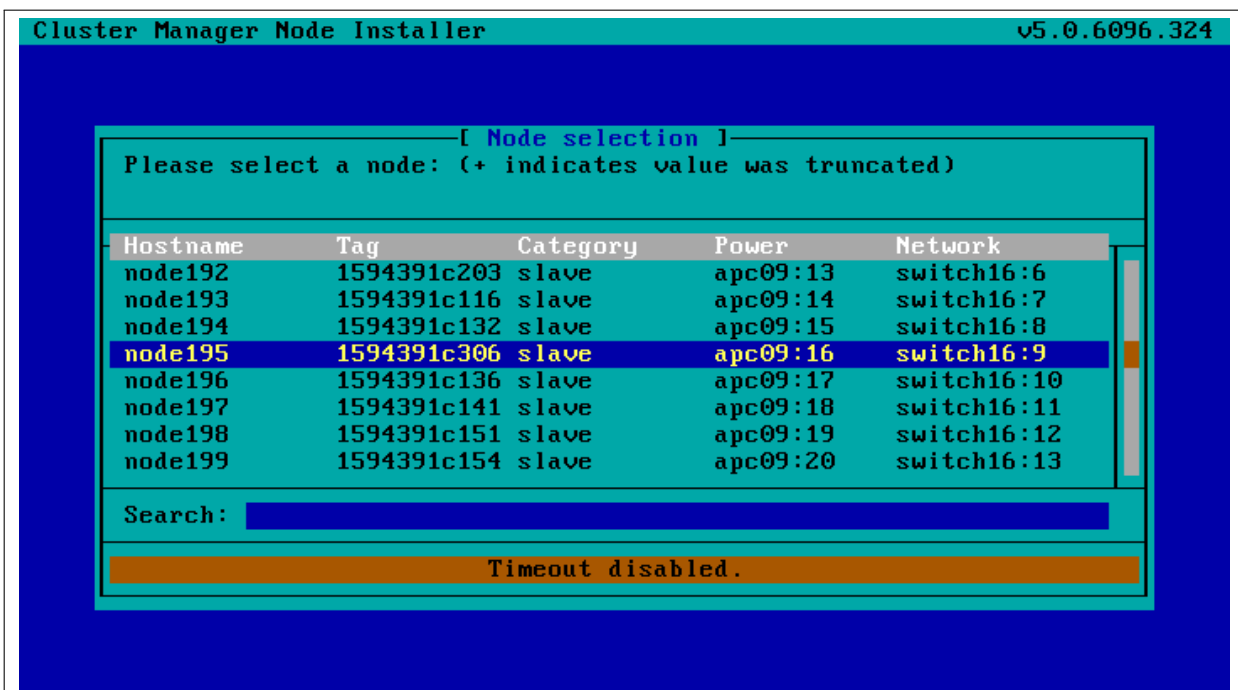 Cluster Manager Node Installer v5.0.6096.324
[ Node selection ]
Please select a node: (+ indicates value was truncated)
Hostname Tag Category Power Network
node192 1594391c203 slave apc09:13 switch16:6
node193 1594391c116 slave apc09:14 switch16:7
node194 1594391c132 slave apc09:15 switch16:8
node195 1594391c306 slave apc09:16 switch16:9
node196 1594391c136 slave apc09:17 switch16:10
node197 1594391c141 slave apc09:18 switch16:11
node198 1594391c151 slave apc09:19 switch16:12
node199 1594391c154 slave apc09:20 switch16:13
Search:
Timeout disabled.